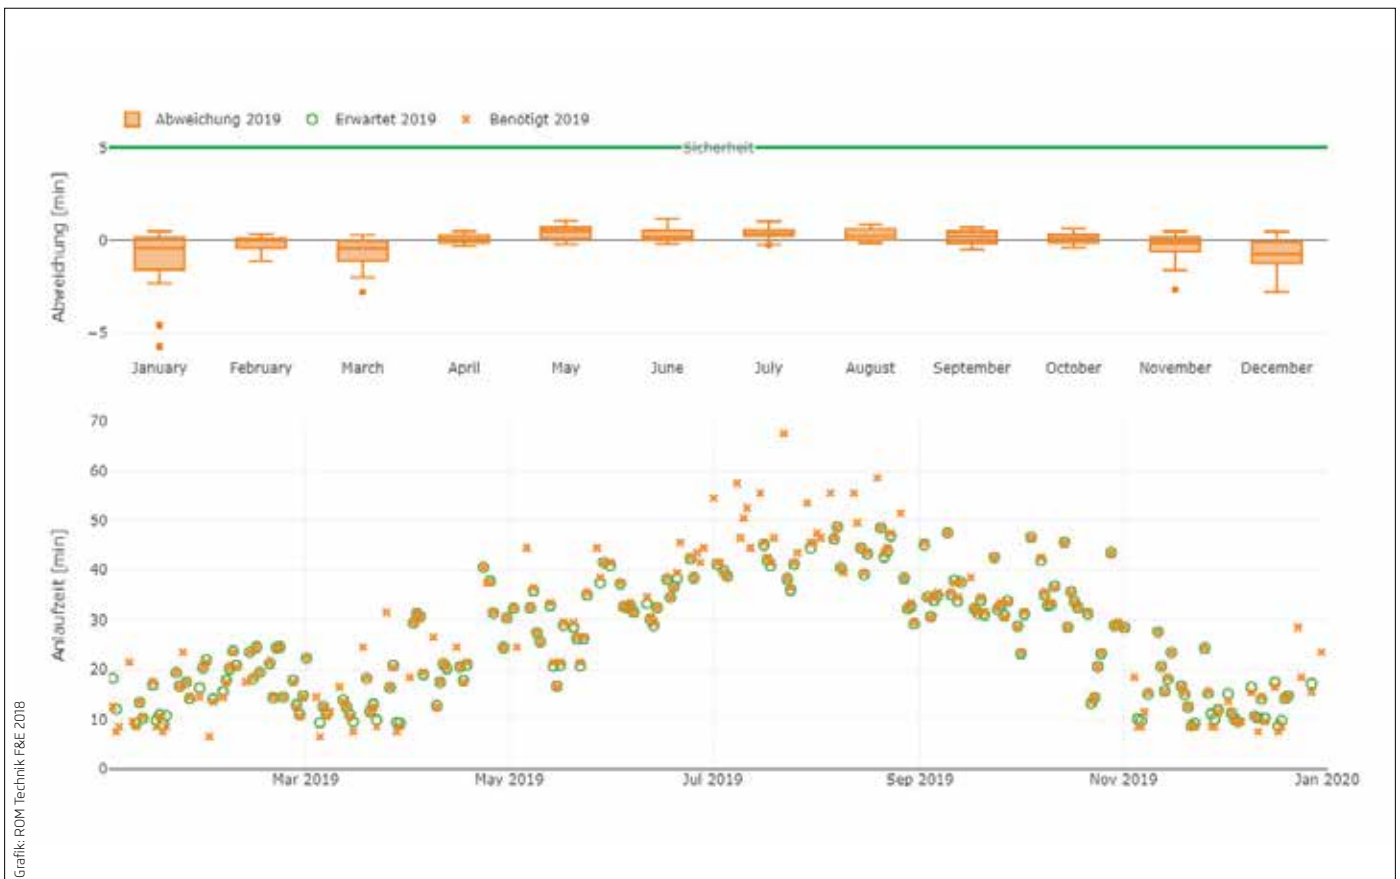 Abweichung 2019 Erwartet 2019 Benötigt 2019
5
Sicherheit
Abweichung [min]
0
−5
January February March April May June July August September October November December
70
60
50
40
30
20
10
0
Anlaufzeit [min]
Mar 2019 May 2019 Jul 2019 Sep 2019 Nov 2019 Jan 2020
Grafik: ROM Technik F&E 2018